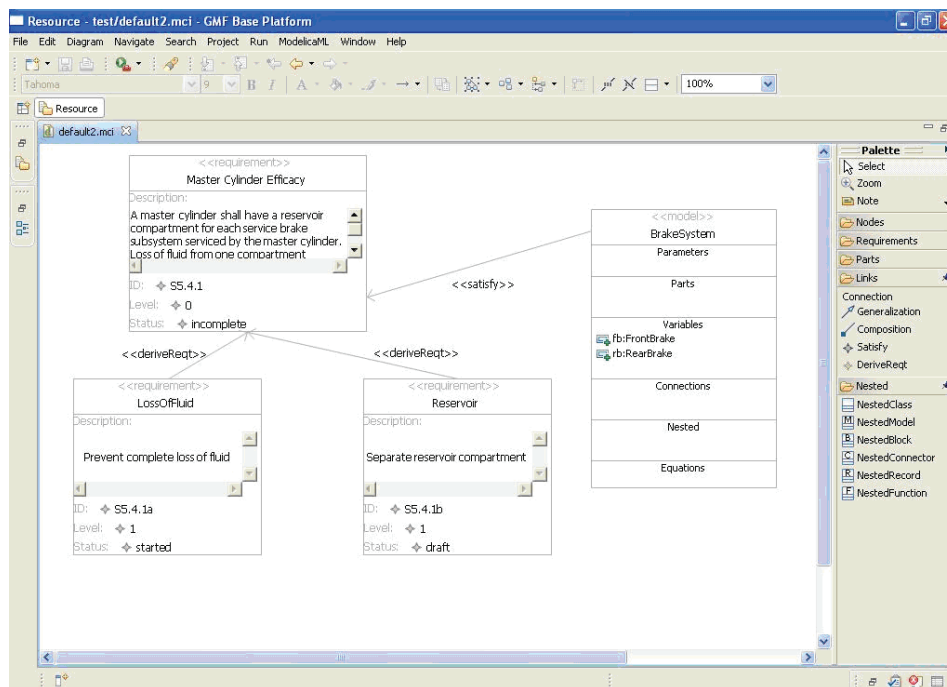 Resource - test/default2.mci - GMF Base Platform
File Edit Diagram Navigate Search Project Run ModelicaML Window Help
Tahoma 9 B I A 100%
Resource
default2.mci
<<requirement>>
Master Cylinder Efficacy
Description:
A master cylinder shall have a reservoir
compartment for each service brake
subsystem serviced by the master cylinder.
Loss of fluid from one compartment
ID: S5.4.1
Level: 0
Status: incomplete
<<satisfy>>
<<deriveReqt>>
<<deriveReqt>>
<<requirement>>
LossOfFluid
Description:
Prevent complete loss of fluid
ID: S5.4.1a
Level: 1
Status: started
<<requirement>>
Reservoir
Description:
Separate reservoir compartment
ID: S5.4.1b
Level: 1
Status: draft
<<model>>
BrakeSystem
Parameters
Parts
Variables
fb:FrontBrake
rb:RearBrake
Connections
Nested
Equations
Palette
Select
Zoom
Note
Nodes
Requirements
Parts
Links
Connection
Generalization
Composition
Satisfy
DeriveReqt
Nested
NestedClass
M NestedModel
B NestedBlock
C NestedConnector
R NestedRecord
F NestedFunction